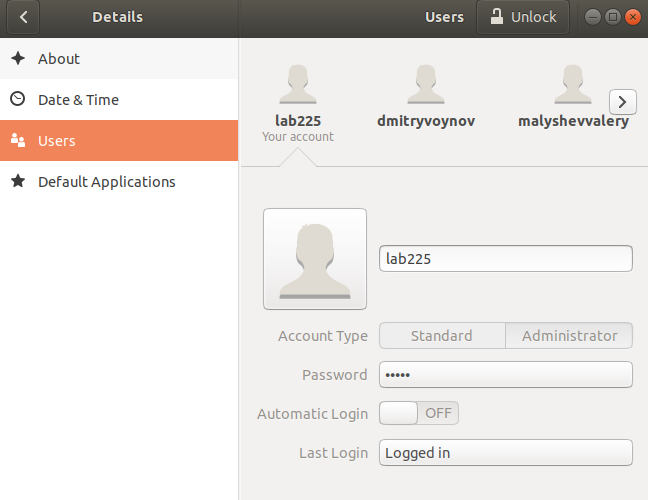 Details
Users
Unlock
About
Date & Time
Users
Default Applications
lab225
Your account
dmitryvoynov
malyshevvalery
lab225
Account Type
Standard
Administrator
Password
•••••
Automatic Login
OFF
Last Login
Logged in